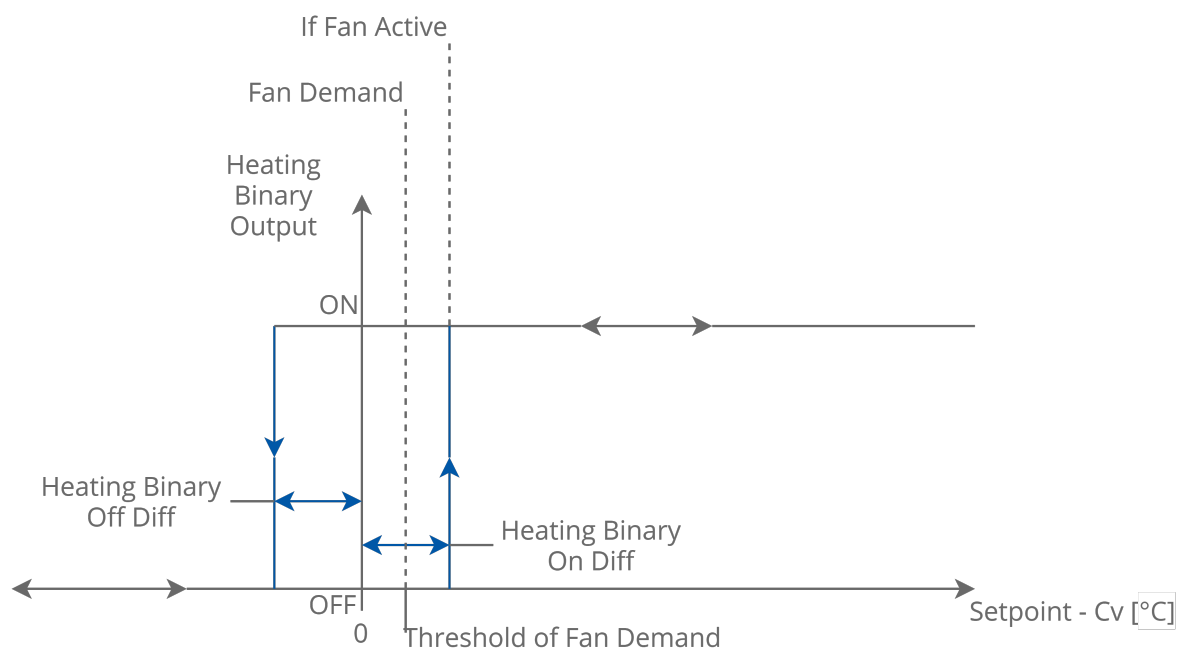 If Fan Active
Fan Demand
Heating
Binary
Output
ON
Heating Binary
Off Diff
Heating Binary
On Diff
OFF
0
Threshold of Fan Demand
Setpoint - Cv [°C]